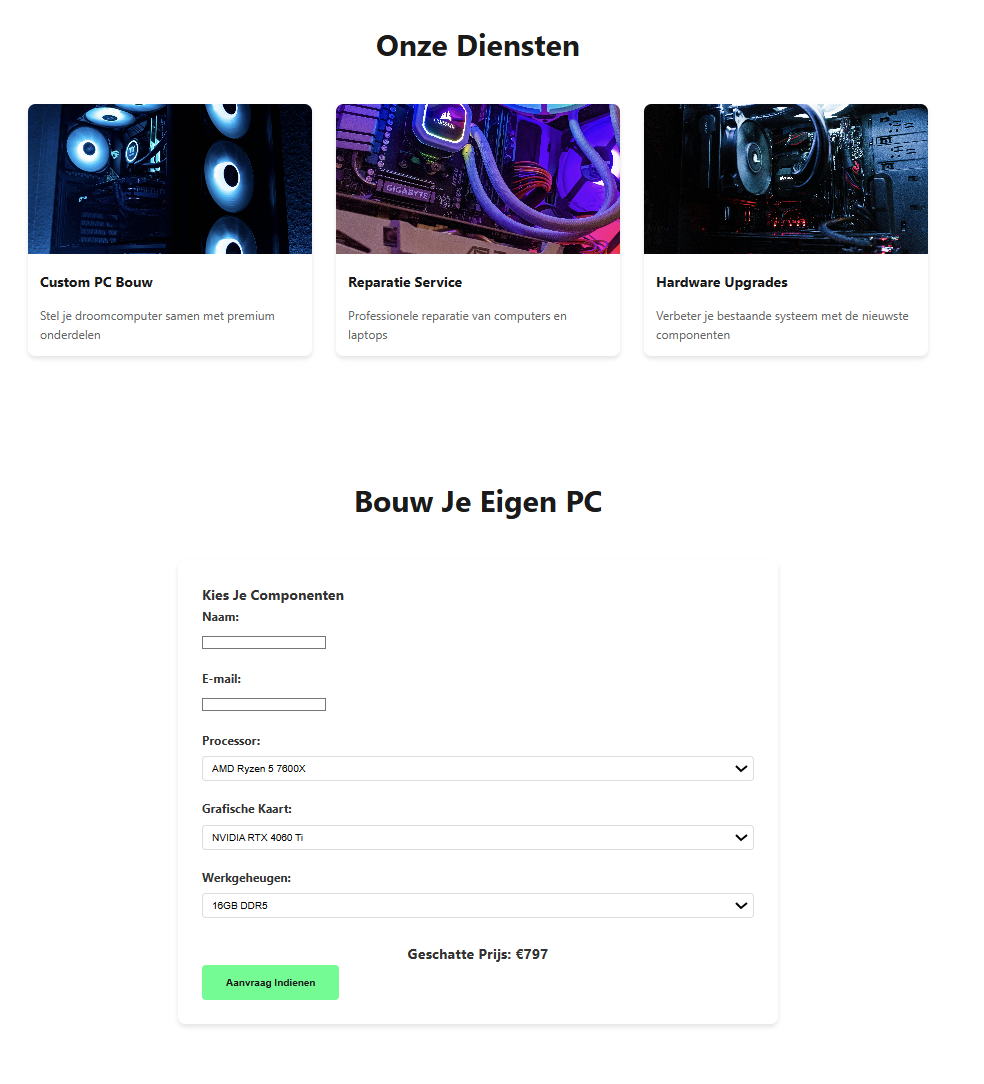 Onze Diensten
GIGABYTE
Custom PC Bouw
Reparatie Service
Hardware Upgrades
Stel je droomcomputer samen met premium
onderdelen
Professionele reparatie van computers en
laptops
Verbeter je bestaande systeem met de nieuwste
componenten
Bouw Je Eigen PC
Kies Je Componenten
Naam:
E-mail:
Processor:
AMD Ryzen 5 7600X
Grafische Kaart:
NVIDIA RTX 4060 Ti
Werkgeheugen:
16GB DDR5
Geschatte Prijs: €797
Aanvraag Indienen